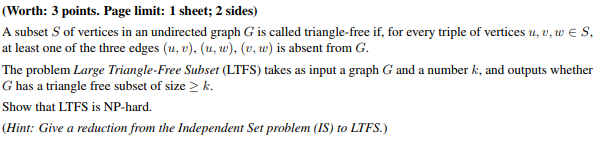 (Worth: 3 points. Page limit: 1 sheet; 2 sides)
A subset S of vertices in an undirected graph G is called triangle-free if, for every triple of vertices u, v, w ∈ S,
at least one of the three edges (u, v), (u, w), (v, w) is absent from G.
The problem Large Triangle-Free Subset (LTFS) takes as input a graph G and a number k, and outputs whether
G has a triangle free subset of size ≥ k.
Show that LTFS is NP-hard.
(Hint: Give a reduction from the Independent Set problem (IS) to LTFS.)